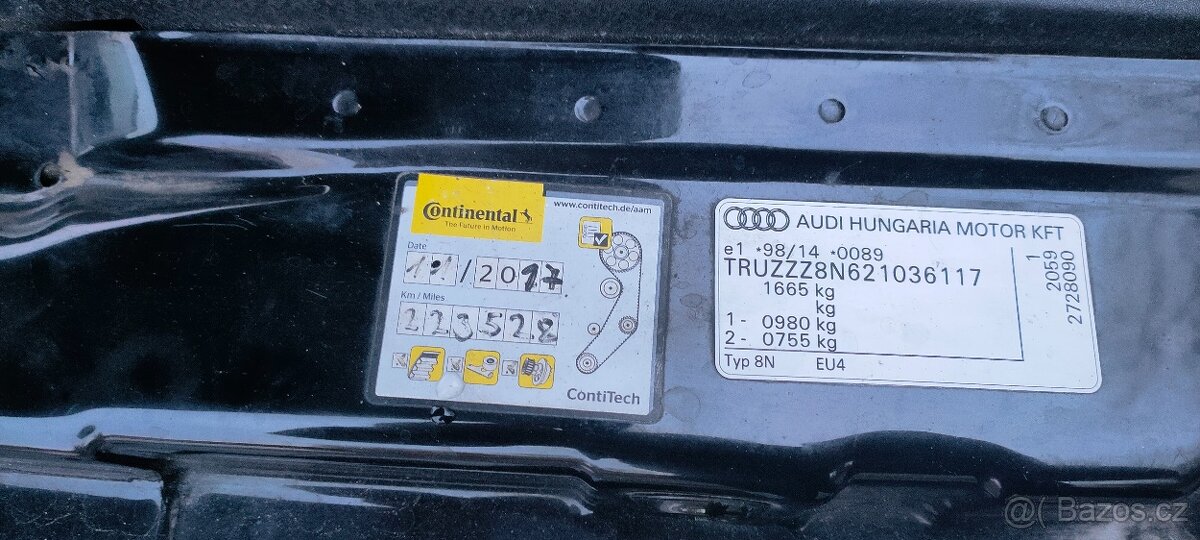 Continental
The Future in Motion
www.contitech.de/aam
Date
11/2017
Km / Miles
223528
ContiTech
AUDI HUNGARIA MOTOR KFT
e1 *98/14 *0089
TRUZZZ8N621036117
1665 kg
kg
1- 0980 kg
2- 0755 kg
Typ 8N EU4
1
2059
2728090
@( Bazos.cz